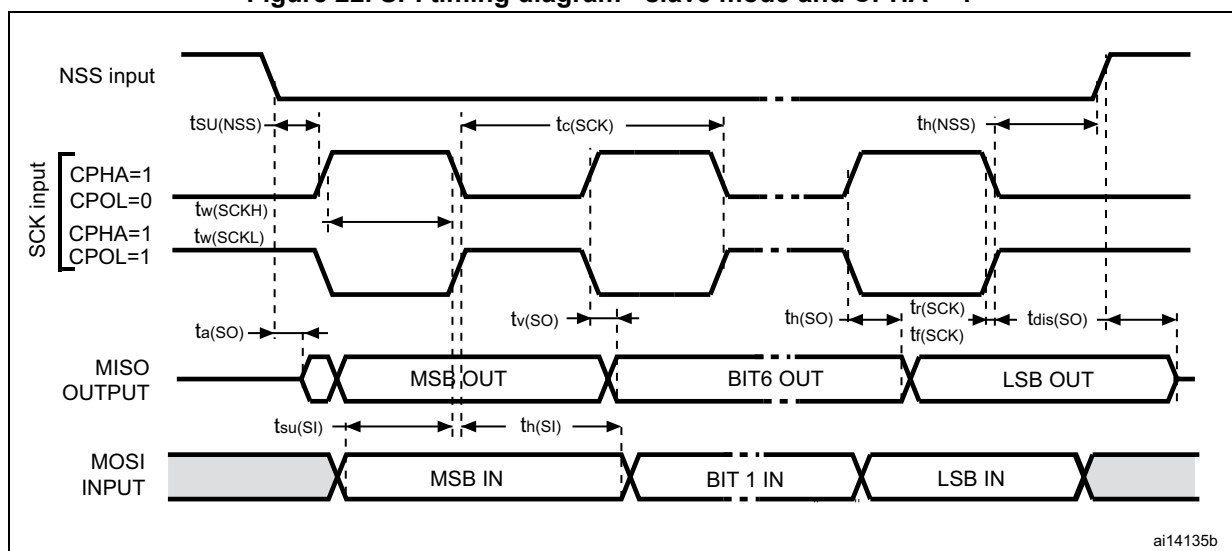 NSS input
tSU(NSS)
tc(SCK)
th(NSS)
SCK input
CPHA=1
CPOL=0
tw(SCKH)
CPHA=1
tw(SCKL)
CPOL=1
ta(SO)
tv(SO)
th(SO)
tr(SCK)
tf(SCK)
tdis(SO)
MISO
OUTPUT
MSB OUT
BIT6 OUT
LSB OUT
tsu(SI)
th(SI)
MOSI
INPUT
MSB IN
BIT 1 IN
LSB IN
ai14135b